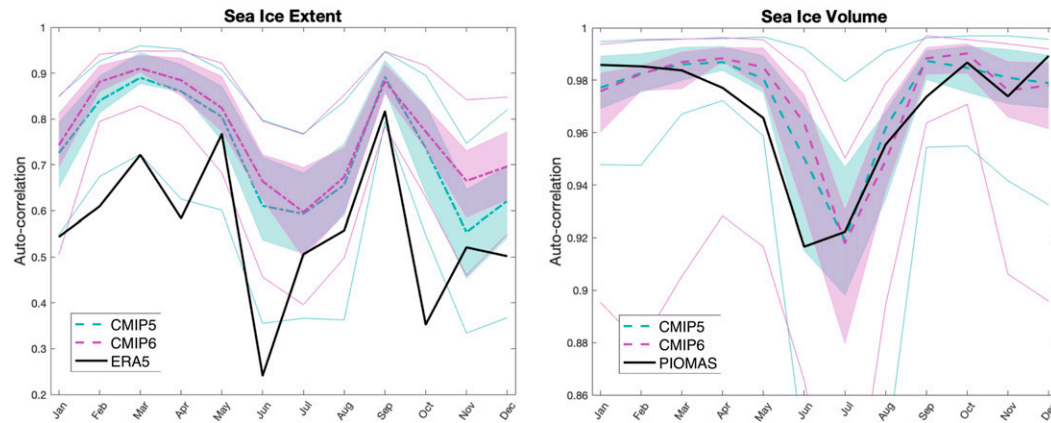 Sea Ice Extent
Auto-correlation
1
0.9
0.8
0.7
0.6
0.5
0.4
0.3
0.2
CMIP5
CMIP6
ERA5
Jan
Feb
Mar
Apr
May
Jun
Jul
Aug
Sep
Oct
Nov
Dec
Sea Ice Volume
Auto-correlation
1
0.98
0.96
0.94
0.92
0.9
0.88
0.86
CMIP5
CMIP6
PIOMAS
Jan
Feb
Mar
Apr
May
Jun
Jul
Aug
Sep
Oct
Nov
Dec